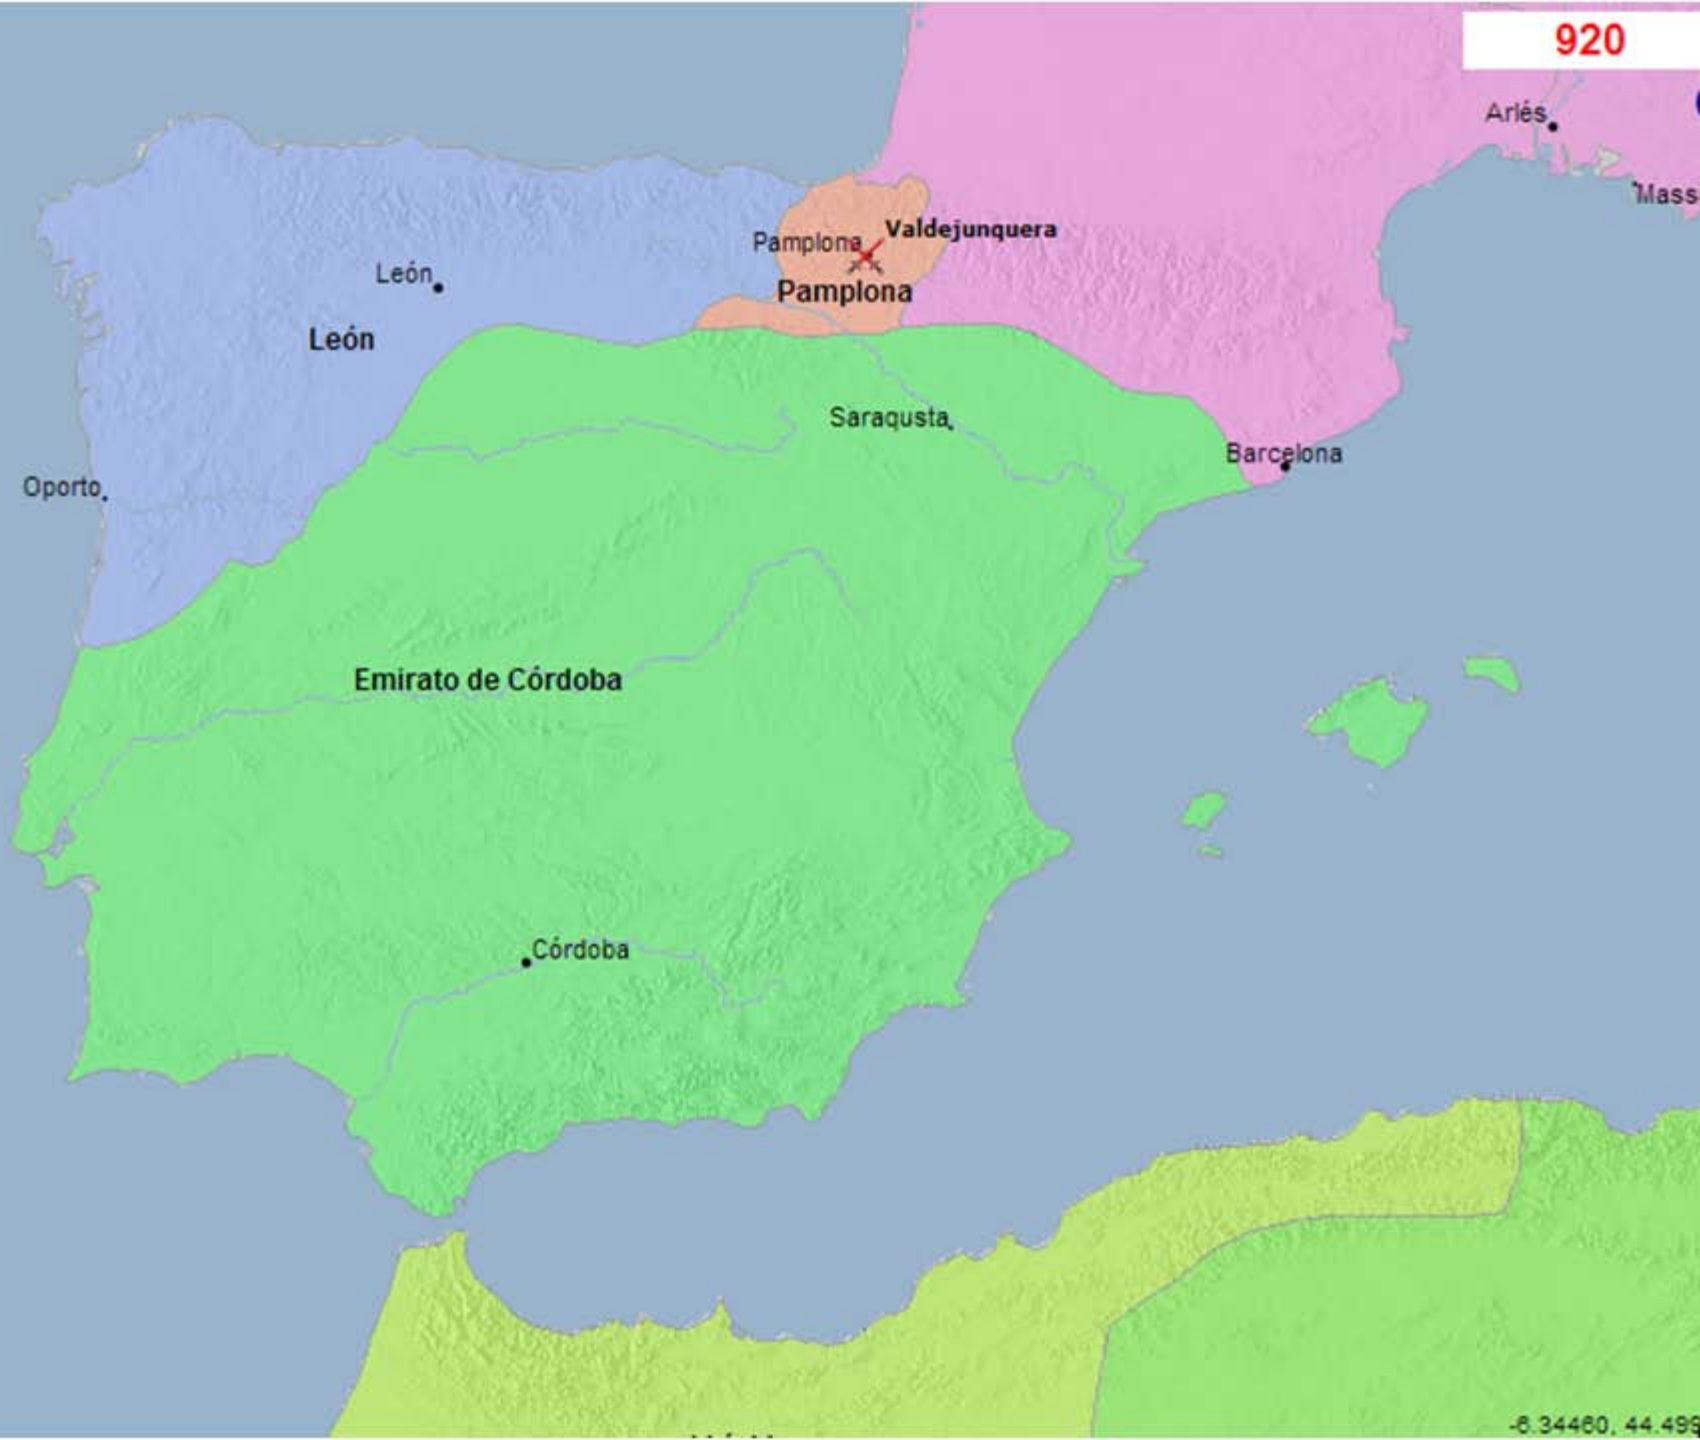 920
Arlés
Mass
Valdejunquera
Pamplona
León
Pamplona
León
Saraqusta
Barcelona
Oporto
Emirato de Córdoba
Córdoba
-6.34460, 44.499